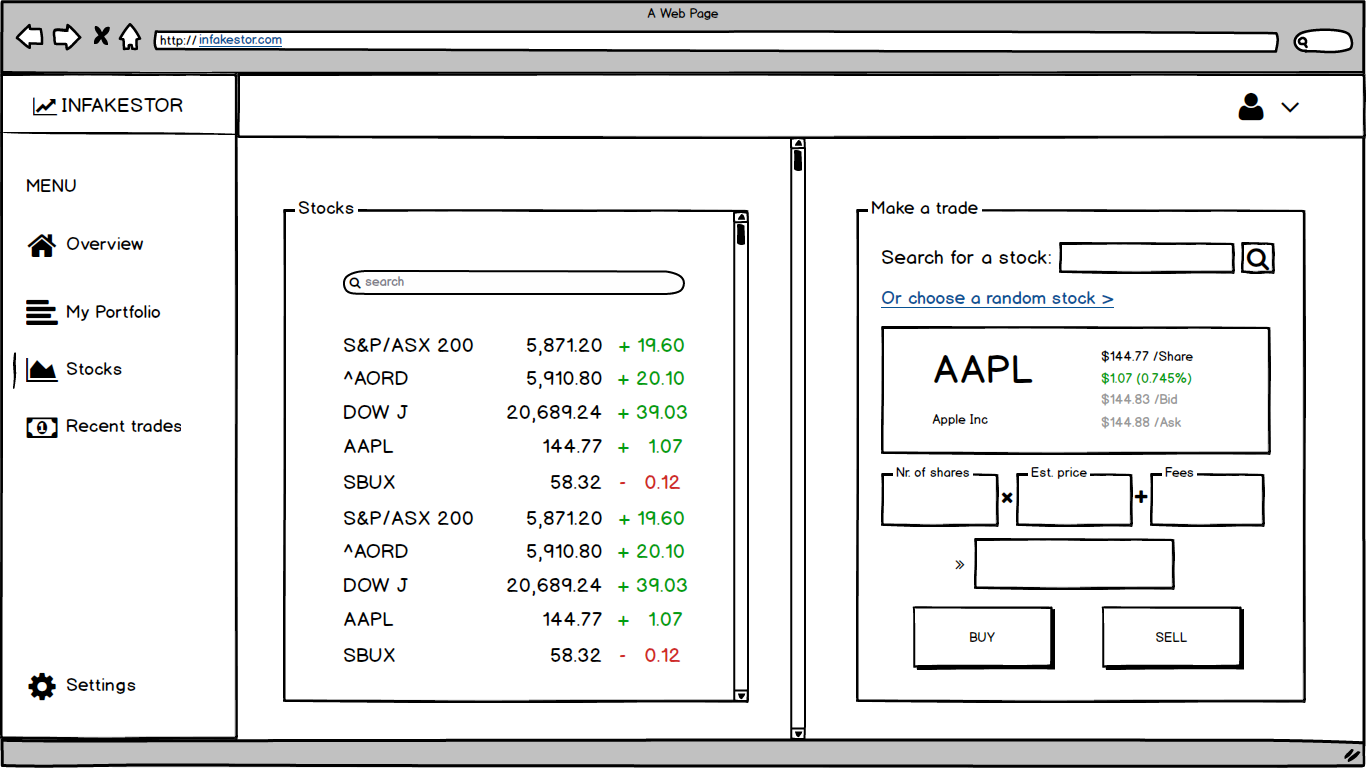 A Web Page
http:// infakestor.com
INFAKESTOR
MENU
Overview
My Portfolio
Stocks
1 Recent trades
Settings
Stocks
search
S&P/ASX 200 5,871.20 + 19.60
^AORD 5,910.80 + 20.10
DOW J 20,689.24 + 39.03
AAPL 144.77 + 1.07
SBUX 58.32 - 0.12
S&P/ASX 200 5,871.20 + 19.60
^AORD 5,910.80 + 20.10
DOW J 20,689.24 + 39.03
AAPL 144.77 + 1.07
SBUX 58.32 - 0.12
Make a trade
Search for a stock:
Or choose a random stock >
AAPL
Apple Inc
$144.77 /Share
$1.07 (0.745%)
$144.83 /Bid
$144.88 /Ask
Nr. of shares × Est. price + Fees
»
BUY SELL